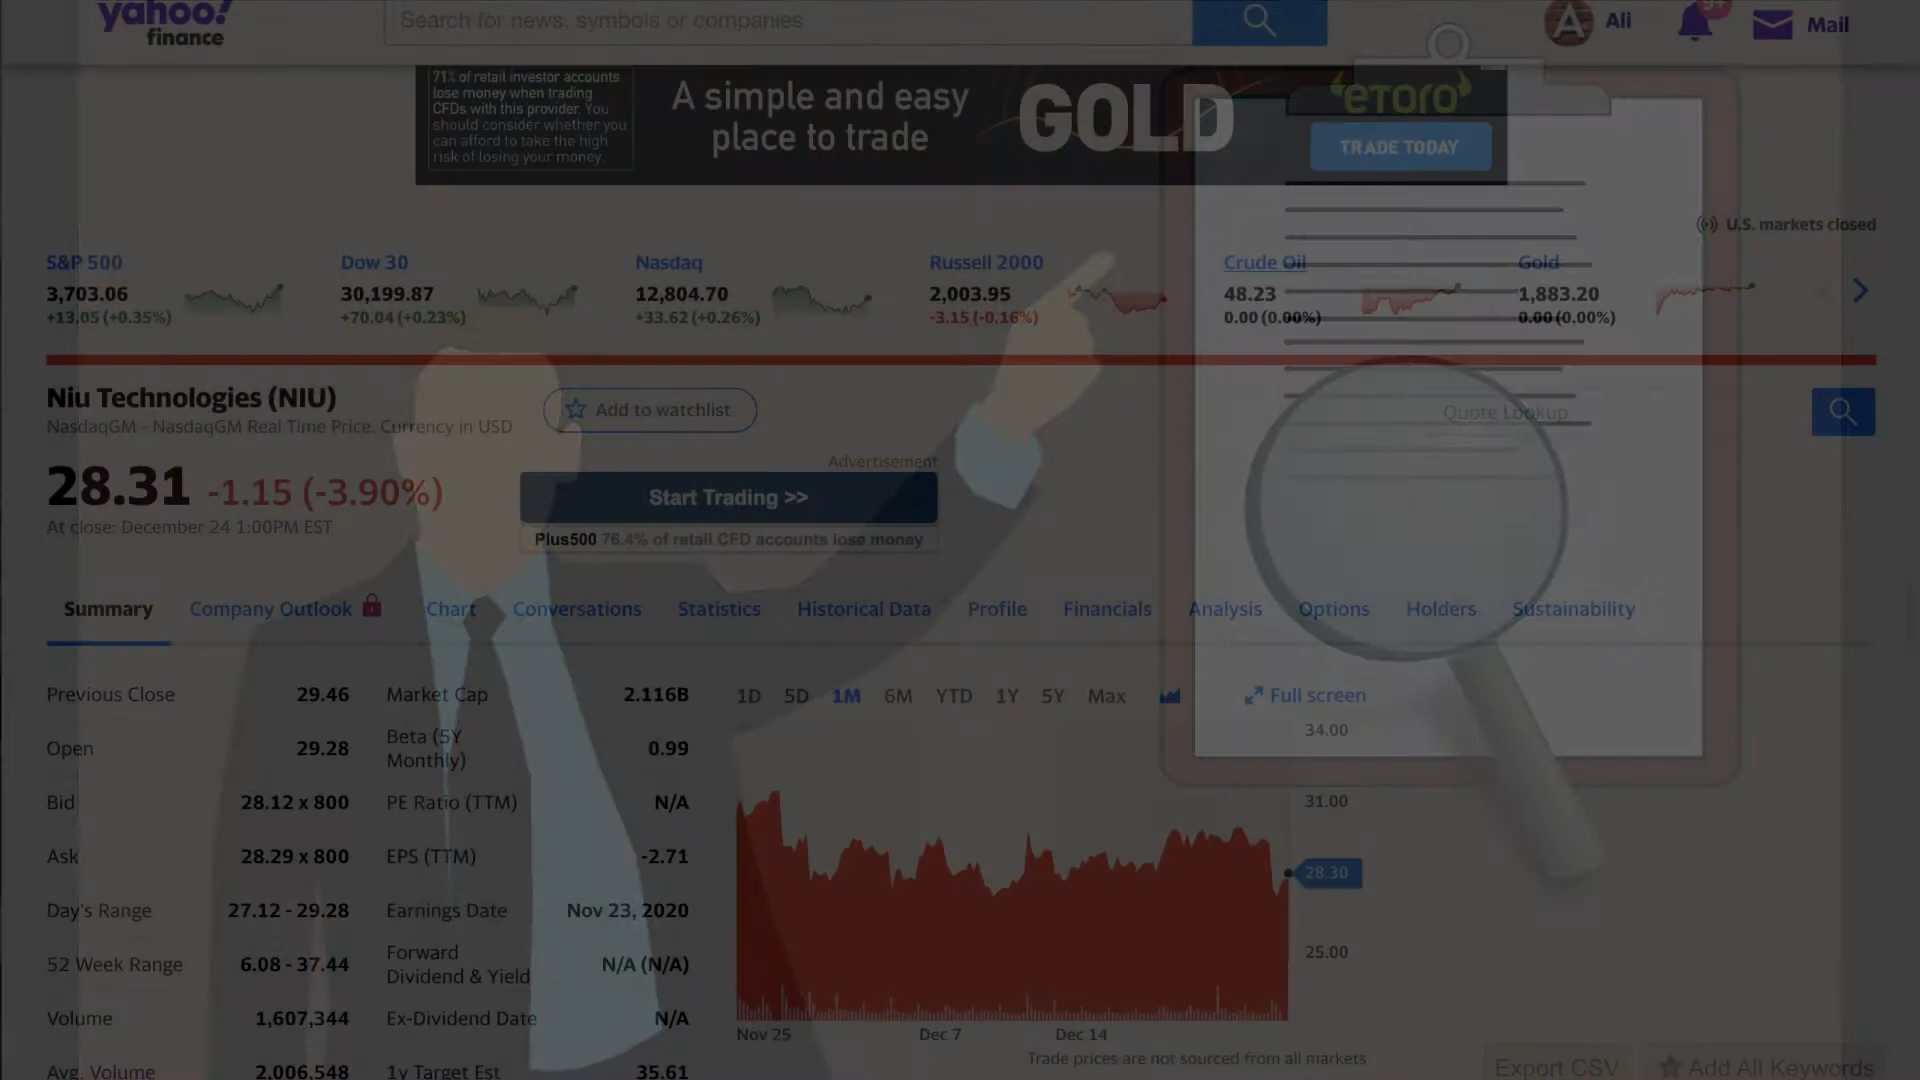 yahoo!
finance
Search for news, symbols or companies
Ali
9+
Mail
71% of retail investor accounts
lose money when trading
CFDs with this provider. You
should consider whether you
can afford to take the high
risk of losing your money.
A simple and easy
place to trade
GOLD
eToro
TRADE TODAY
U.S. markets closed
S&P 500
3,703.06
+13.05 (+0.35%)
Dow 30
30,199.87
+70.04 (+0.23%)
Nasdaq
12,804.70
+33.62 (+0.26%)
Russell 2000
2,003.95
-3.15 (-0.16%)
Crude Oil
48.23
0.00 (0.00%)
Gold
1,883.20
0.00 (0.00%)
Niu Technologies (NIU)
NasdaqGM - NasdaqGM Real Time Price. Currency in USD
Add to watchlist
Quote Lookup
28.31 -1.15 (-3.90%)
At close: December 24 1:00PM EST
Advertisement
Start Trading >>
Plus500 76.4% of retail CFD accounts lose money
Summary Company Outlook Chart Conversations Statistics Historical Data Profile Financials Analysis Options Holders Sustainability
Previous Close 29.46
Open 29.28
Bid 28.12 x 800
Ask 28.29 x 800
Day's Range 27.12 - 29.28
52 Week Range 6.08 - 37.44
Volume 1,607,344
Avg. Volume 2,006,548
Market Cap 2.116B
Beta (5Y
Monthly) 0.99
PE Ratio (TTM) N/A
EPS (TTM) -2.71
Earnings Date Nov 23, 2020
Forward
Dividend & Yield N/A (N/A)
Ex-Dividend Date N/A
1y Target Est 35.61
1D 5D 1M 6M YTD 1Y 5Y Max
Full screen
34.00
31.00
28.30
25.00
Nov 25 Dec 7 Dec 14
Trade prices are not sourced from all markets
Export CSV
Add All Keywords